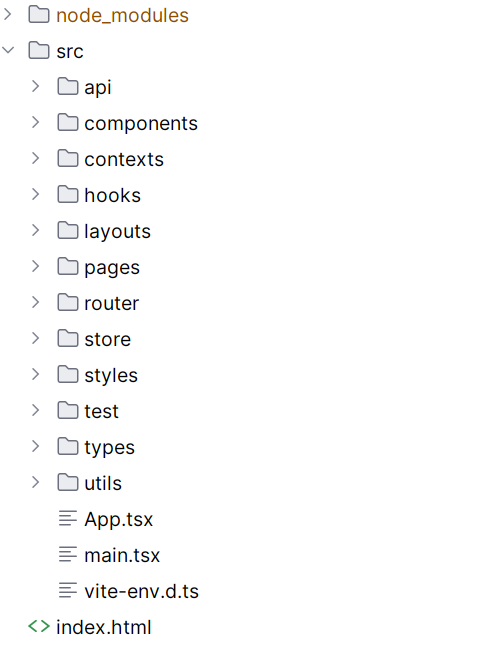 node_modules
src
api
components
contexts
hooks
layouts
pages
router
store
styles
test
types
utils
App.tsx
main.tsx
vite-env.d.ts
index.html